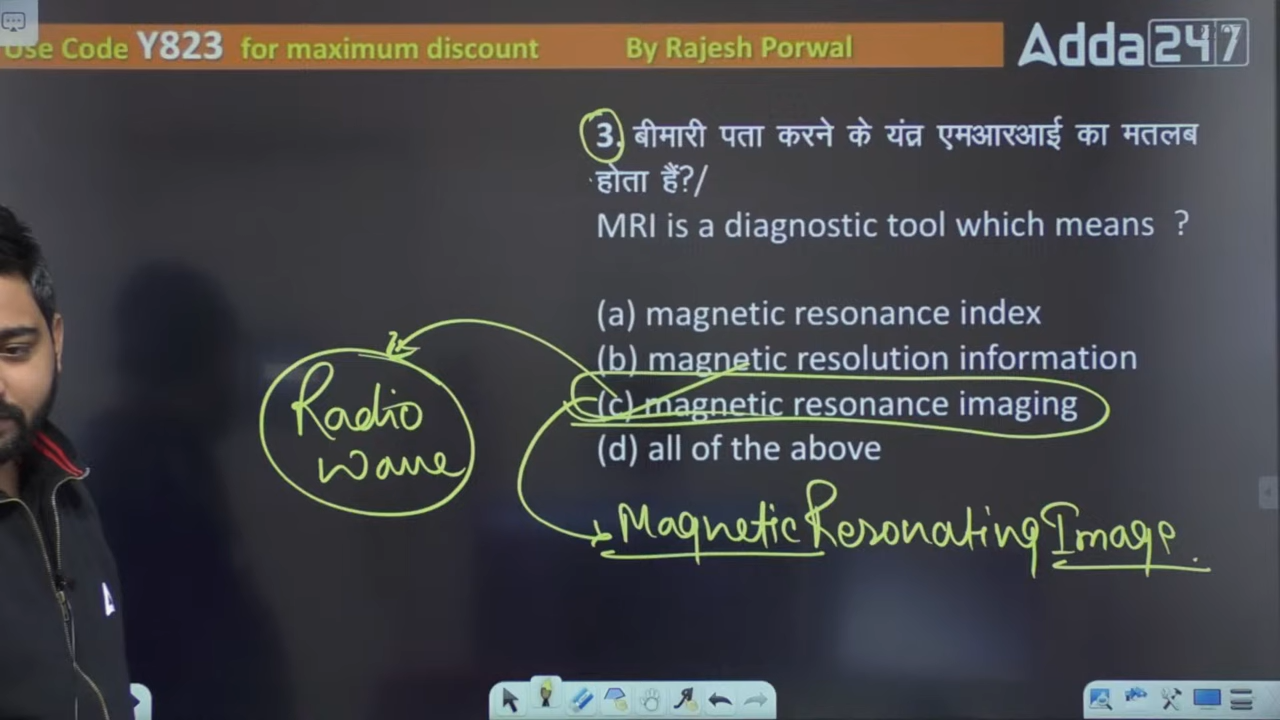 Use Code Y823 for maximum discount By Rajesh Porwal
Adda 247
3. बीमारी पता करने के यंत्र एमआरआई का मतलब
होता हैं?/
MRI is a diagnostic tool which means ?
(a) magnetic resonance index
(b) magnetic resolution information
(c) magnetic resonance imaging
(d) all of the above
Radio
wave
Magnetic Resonating Image.